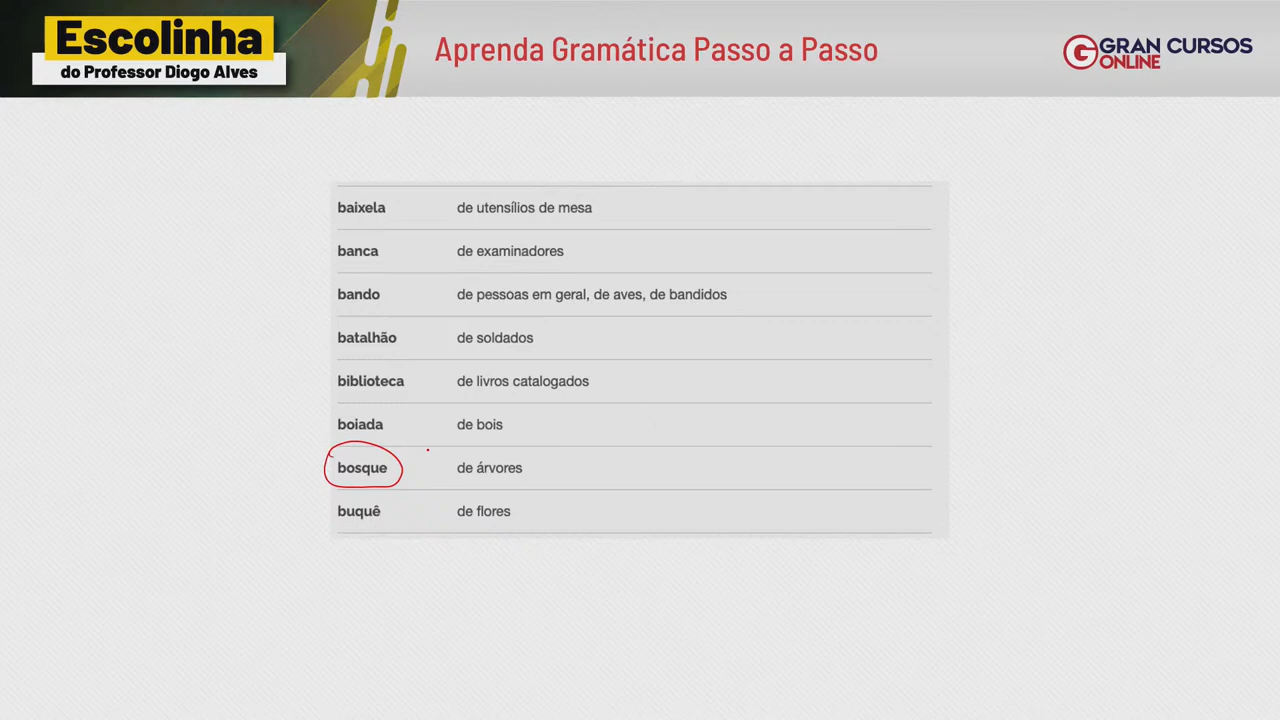 Escolinha
do Professor Diogo Alves
Aprenda Gramática Passo a Passo
GRAN CURSOS
ONLINE
baixela de utensílios de mesa
banca de examinadores
bando de pessoas em geral, de aves, de bandidos
batalhão de soldados
biblioteca de livros catalogados
boiada de bois
bosque de árvores
buquê de flores